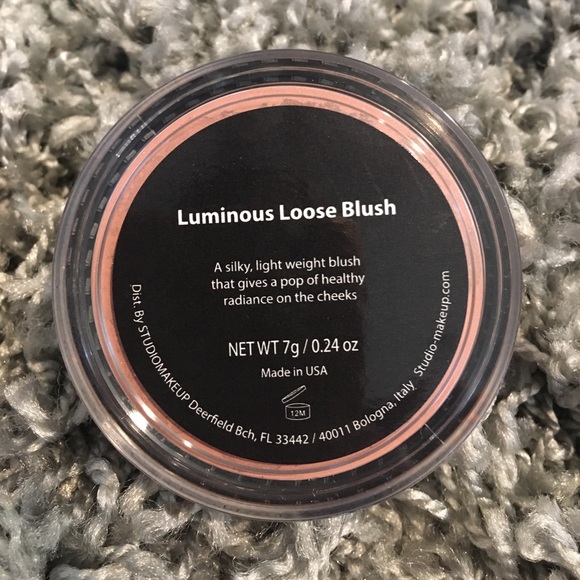 Luminous Loose Blush
A silky, light weight blush
that gives a pop of healthy
radiance on the cheeks
NET WT 7g / 0.24 oz
Made in USA
12M
Dist. By STUDIOMAKEUP Deerfield Bch, FL 33442 / 40011 Bologna, Italy Studio-makeup.com